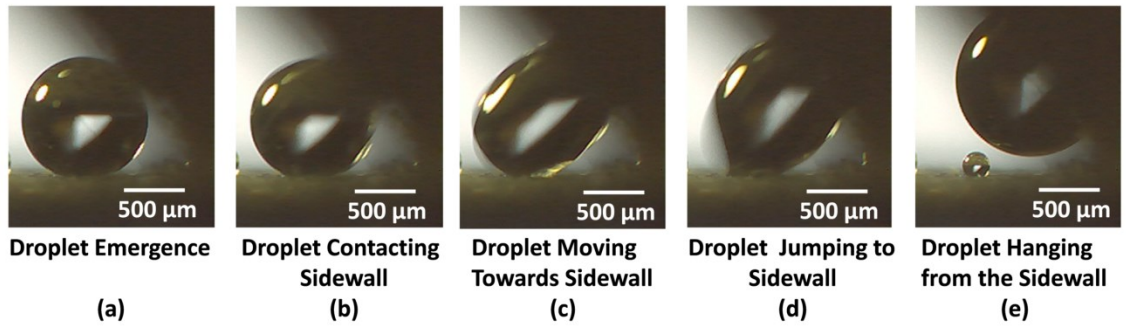 500 μm
500 μm
500 μm
500 μm
500 μm
Droplet Emergence
(a)
Droplet Contacting
Sidewall
(b)
Droplet Moving
Towards Sidewall
(c)
Droplet Jumping to
Sidewall
(d)
Droplet Hanging
from the Sidewall
(e)